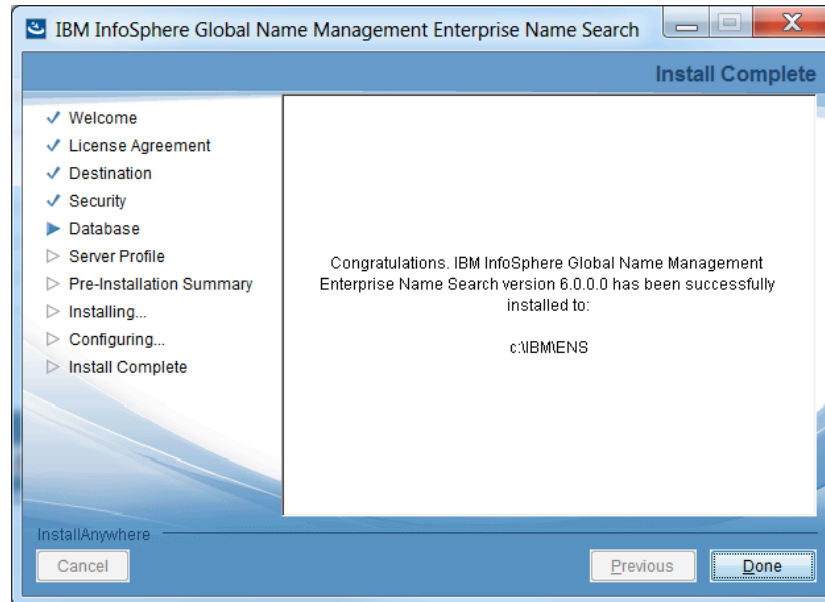 IBM InfoSphere Global Name Management Enterprise Name Search
Install Complete
Welcome
License Agreement
Destination
Security
Database
Server Profile
Pre-Installation Summary
Installing...
Configuring...
Install Complete
Congratulations. IBM InfoSphere Global Name Management
Enterprise Name Search version 6.0.0.0 has been successfully
installed to:
c:\IBM\ENS
InstallAnywhere
Cancel
Previous
Done